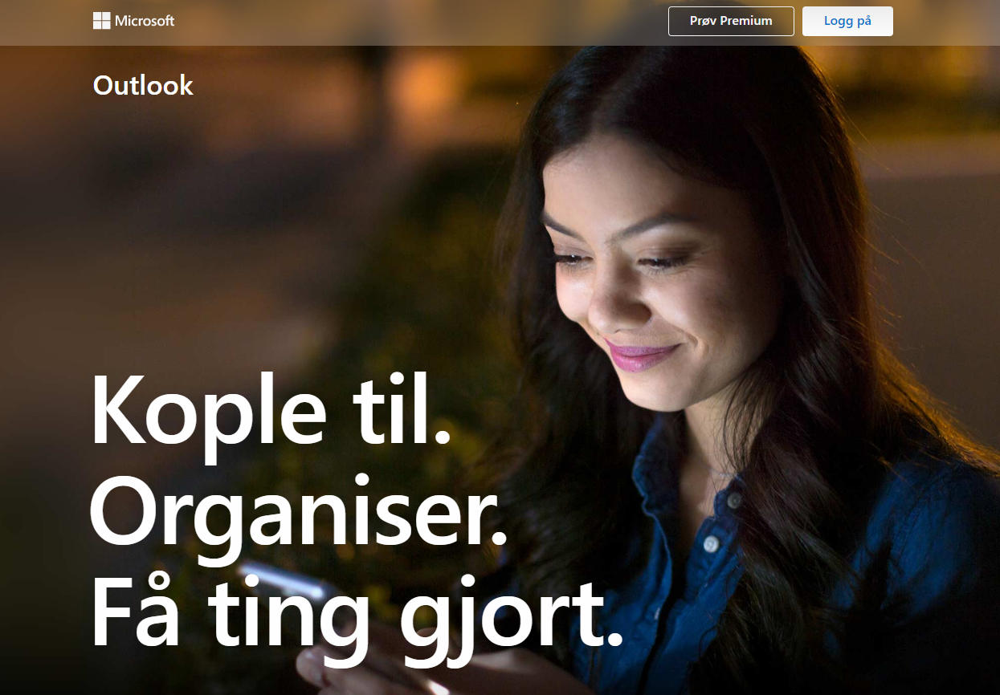 Microsoft
Prøv Premium
Logg på
Outlook
Kople til.
Organiser.
Få ting gjort.